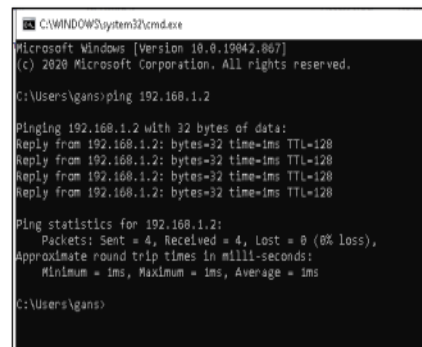 C:\WINDOWS\system32\cmd.exe
Microsoft Windows [Version 10.0.19042.867]
(c) 2020 Microsoft Corporation. All rights reserved.
C:\Users\gans>ping 192.168.1.2
Pinging 192.168.1.2 with 32 bytes of data:
Reply from 192.168.1.2: bytes=32 time=1ms TTL=128
Reply from 192.168.1.2: bytes=32 time=1ms TTL=128
Reply from 192.168.1.2: bytes=32 time=1ms TTL=128
Reply from 192.168.1.2: bytes=32 time=1ms TTL=128
Ping statistics for 192.168.1.2:
Packets: Sent = 4, Received = 4, Lost = 0 (0% loss),
Approximate round trip times in milli-seconds:
Minimum = 1ms, Maximum = 1ms, Average = 1ms
C:\Users\gans>